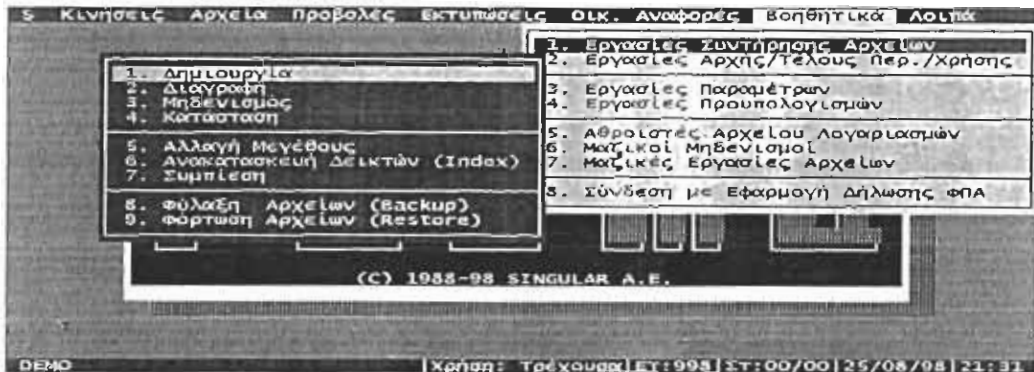 S Κινήσεις Αρχεία Προβολές Εκτυπώσεις Οικ. Αναφορές Βοηθητικά Λοιπά
1. Εργασίες Συντήρησης Αρχείων
2. Εργασίες Αρχής/Τέλους Περ./Χρήσης
3. Εργασίες Παραμέτρων
4. Εργασίες Προυπολογισμών
5. Αθροιστές Αρχείου Λογαριασμών
6. Μαζικοί Μηδενισμοί
7. Μαζικές Εργασίες Αρχείων
8. Σύνδεση με Εφαρμογή Δήλωσης ΦΠΑ
1. Δημιουργία
2. Διαγραφή
3. Μηδενισμός
4. Κατάσταση
5. Αλλαγή Μεγέθους
6. Ανακατασκευή Δεικτών (Index)
7. Συμπίεση
8. Φύλαξη Αρχείων (Backup)
9. Φόρτωση Αρχείων (Restore)
(C) 1988-98 SINGULAR A.E.
DEMO Χρήση: Τρέχουσα ΕΤ:998 ΣΤ:00/00 25/08/98 21:31